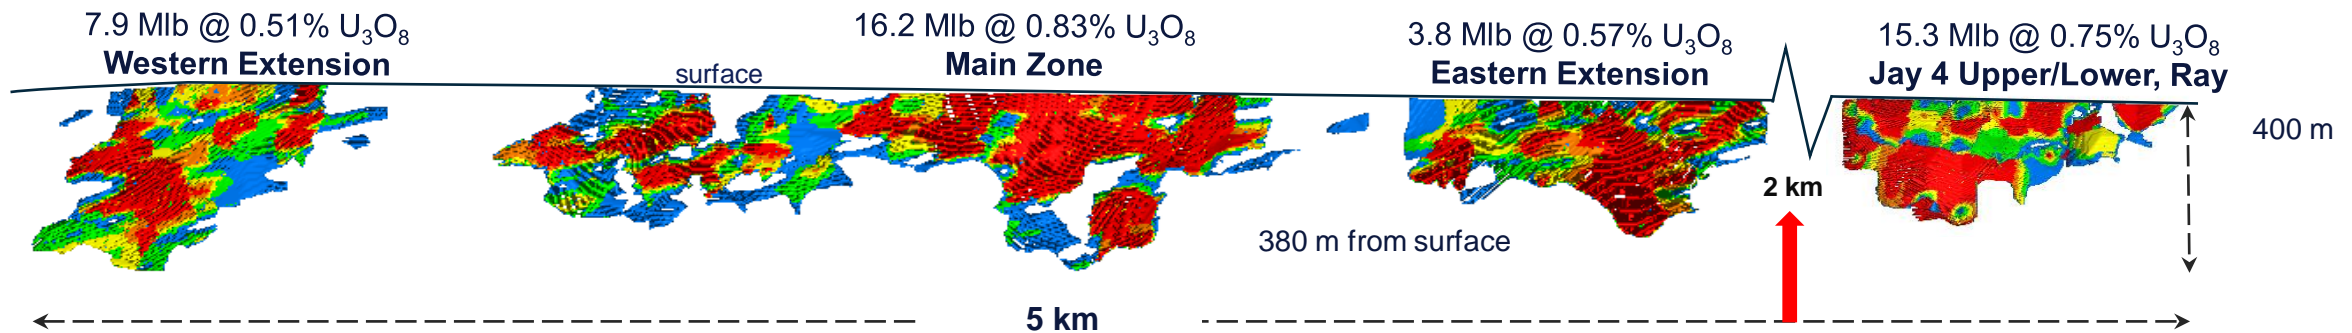 7.9 Mlb @ 0.51% U₃O₈
Western Extension
surface
16.2 Mlb @ 0.83% U₃O₈
Main Zone
3.8 Mlb @ 0.57% U₃O₈
Eastern Extension
15.3 Mlb @ 0.75% U₃O₈
Jay 4 Upper/Lower, Ray
400 m
2 km
380 m from surface
5 km